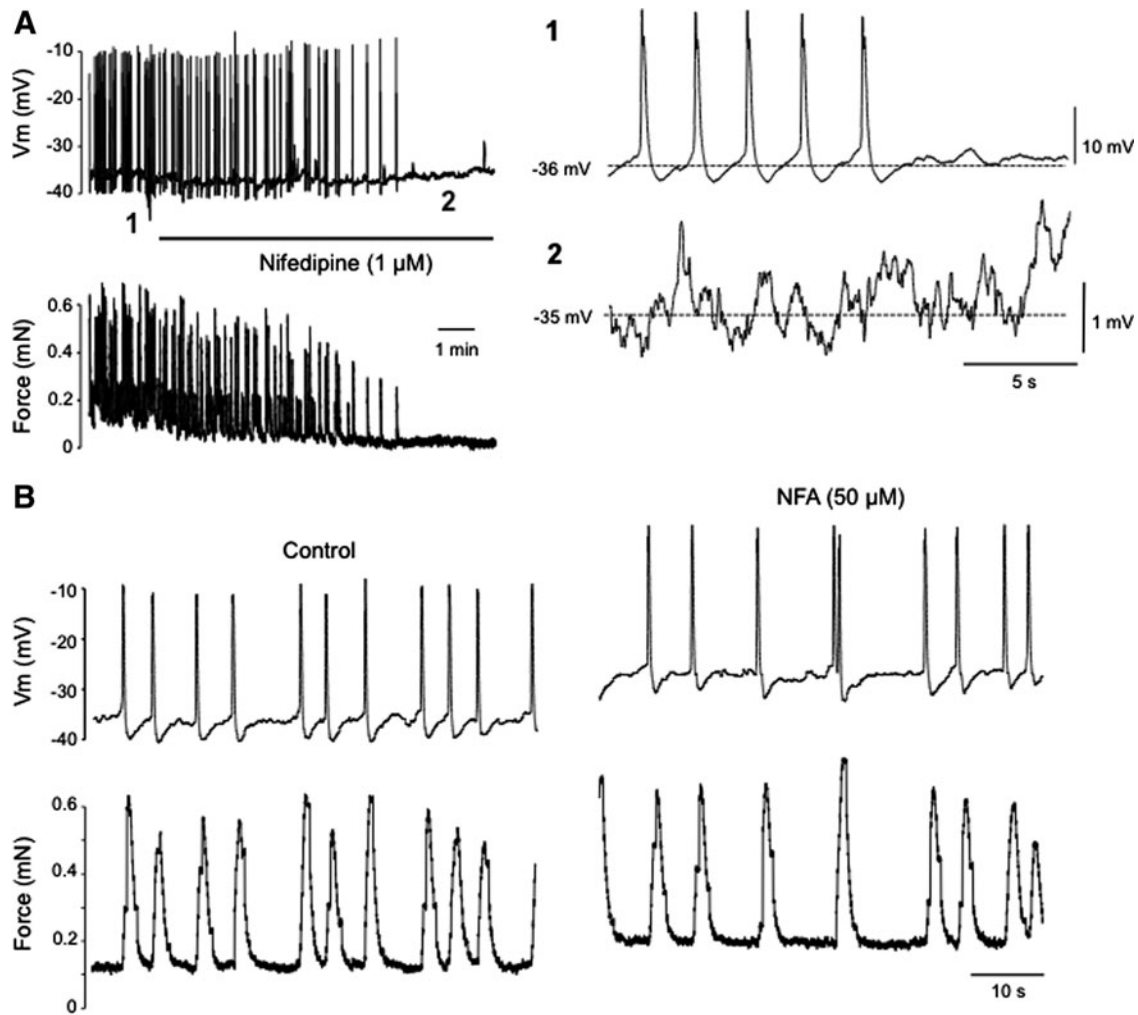 A
Vm (mV)
-10
-20
-30
-40
1
2
Nifedipine (1 µM)
Force (mN)
0.6
0.4
0.2
0
1 min
1
-36 mV
10 mV
2
-35 mV
1 mV
5 s
B
Control
Vm (mV)
-10
-20
-30
-40
Force (mN)
0.6
0.4
0.2
0
NFA (50 µM)
10 s